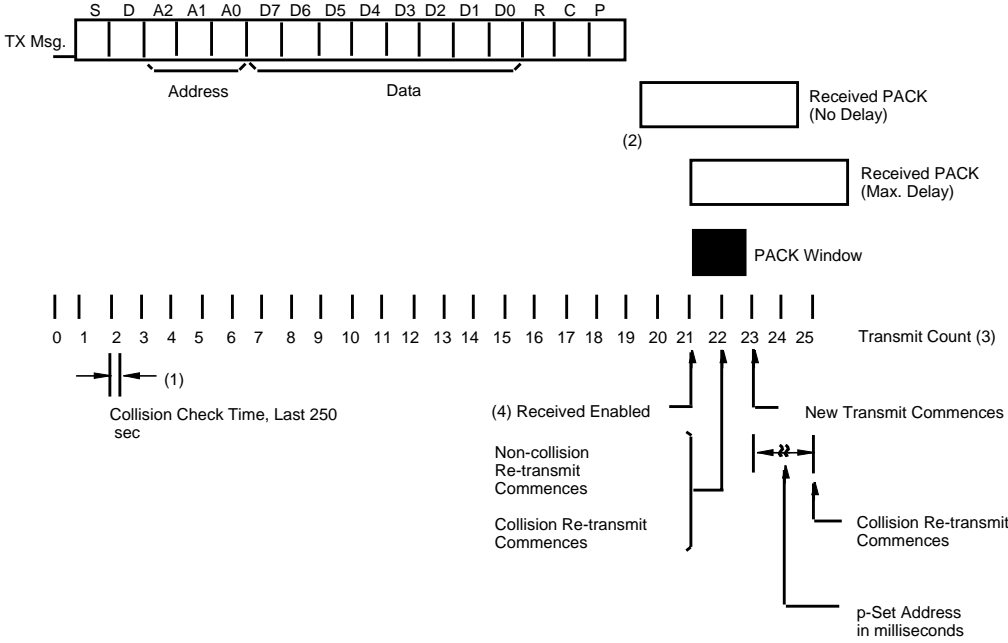 S D A2 A1 A0 D7 D6 D5 D4 D3 D2 D1 D0 R C P
TX Msg.
Address
Data
Received PACK
(No Delay)
(2)
Received PACK
(Max. Delay)
PACK Window
0 1 2 3 4 5 6 7 8 9 10 11 12 13 14 15 16 17 18 19 20 21 22 23 24 25
Transmit Count (3)
(1)
Collision Check Time, Last 250
sec
(4) Received Enabled
New Transmit Commences
Non-collision
Re-transmit
Commences
Collision Re-transmit
Commences
Collision Re-transmit
Commences
p-Set Address
in milliseconds